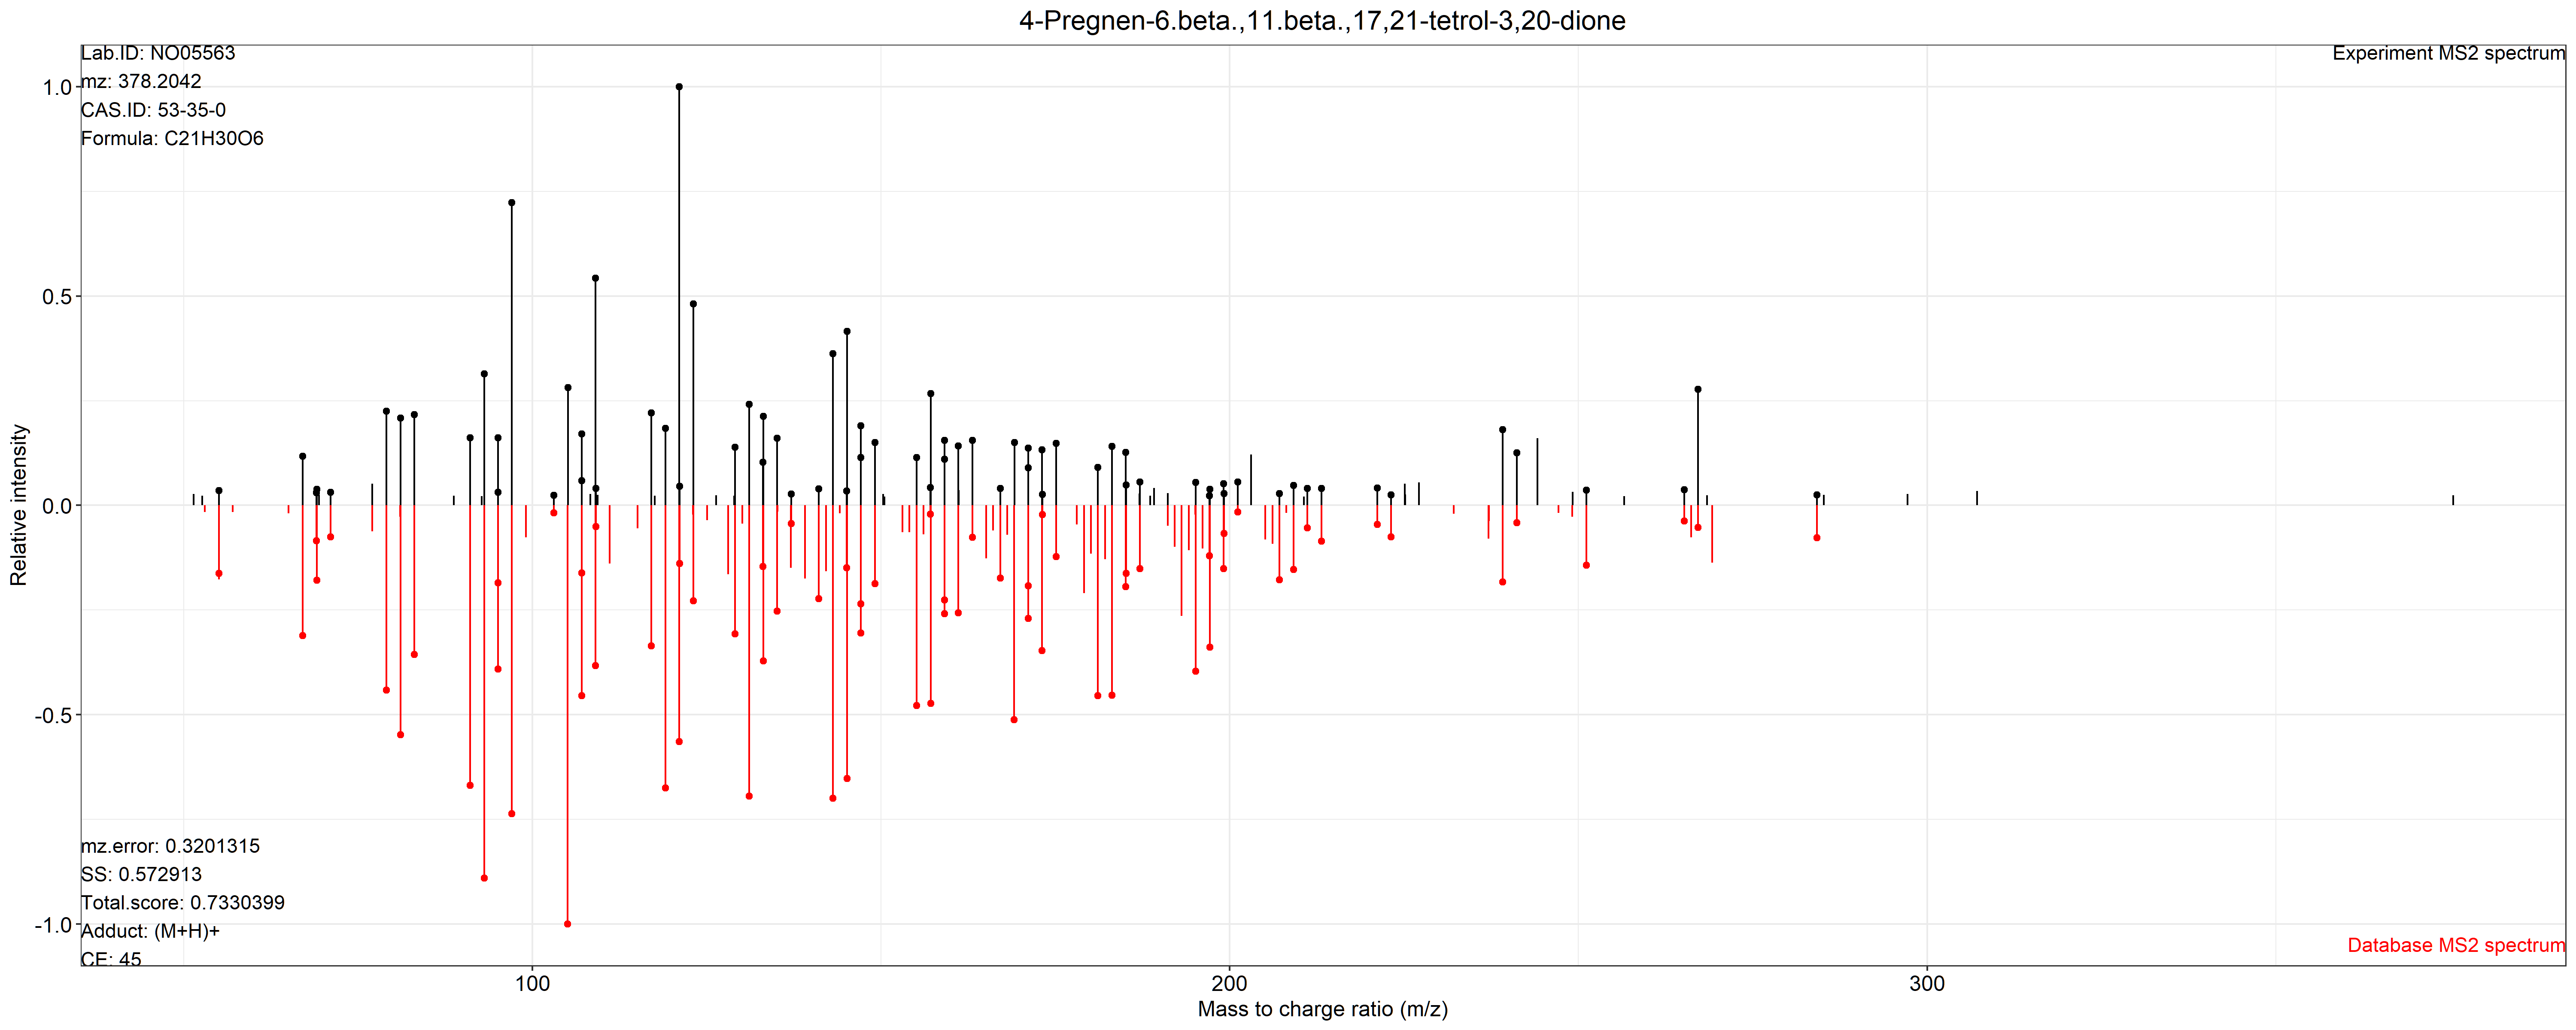 4-Pregnen-6.beta.,11.beta.,17,21-tetrol-3,20-dione
Lab.ID: NO05563
mz: 378.2042
CAS.ID: 53-35-0
Formula: C21H30O6
Experiment MS2 spectrum
1.0
0.5
0.0
-0.5
-1.0
Relative intensity
mz.error: 0.3201315
SS: 0.572913
Total.score: 0.7330399
Adduct: (M+H)+
CE: 45
Database MS2 spectrum
100
200
300
Mass to charge ratio (m/z)